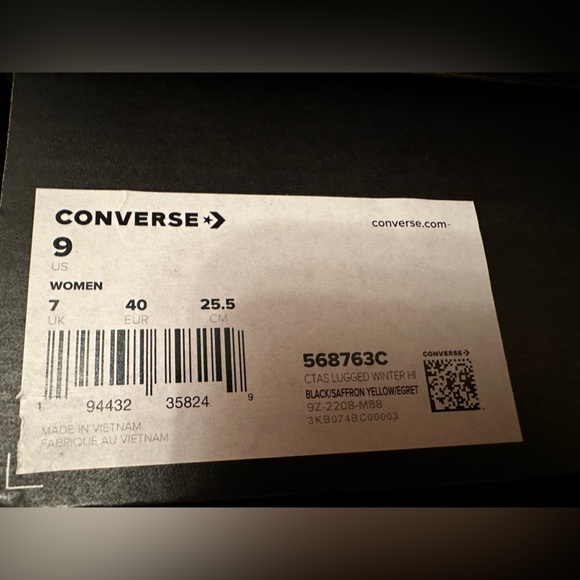 CONVERSE
converse.com
9
US
WOMEN
7 40 25.5
UK EUR CM
1 94432 35824 9
568763C
CTAS LUGGED WINTER HI
BLACK/SAFFRON YELLOW/EGRET
9Z-2208-M88
3KB074BC00003
CONVERSE
MADE IN VIETNAM
FABRIQUÉ AU VIETNAM